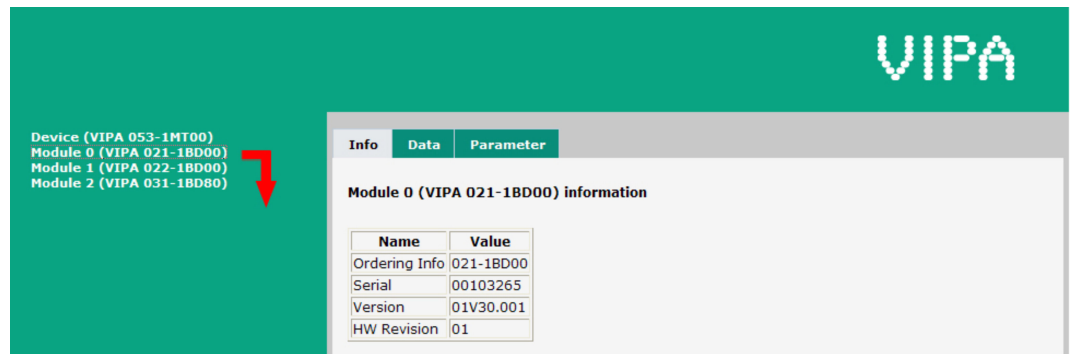 VIPA
Device (VIPA 053-1MT00)
Module 0 (VIPA 021-1BD00)
Module 1 (VIPA 022-1BD00)
Module 2 (VIPA 031-1BD80)
Info Data Parameter
Module 0 (VIPA 021-1BD00) information
Name Value
Ordering Info 021-1BD00
Serial 00103265
Version 01V30.001
HW Revision 01